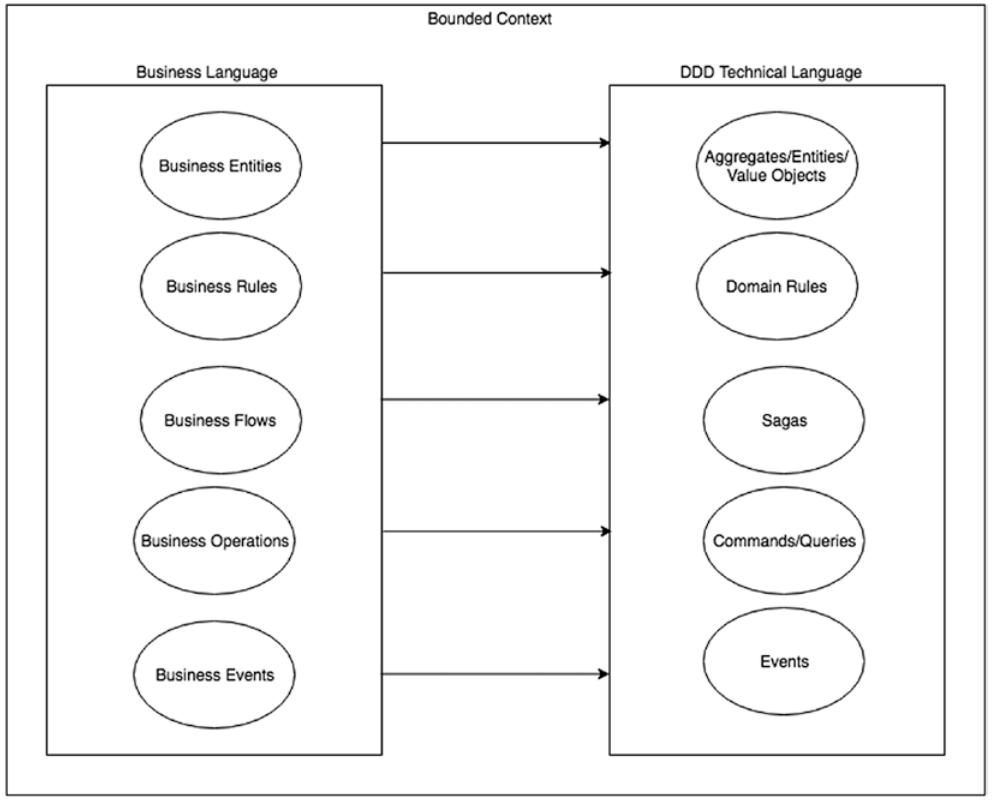 Bounded Context
Business Language
DDD Technical Language
Business Entities
Aggregates/Entities/
Value Objects
Business Rules
Domain Rules
Business Flows
Sagas
Business Operations
Commands/Queries
Business Events
Events